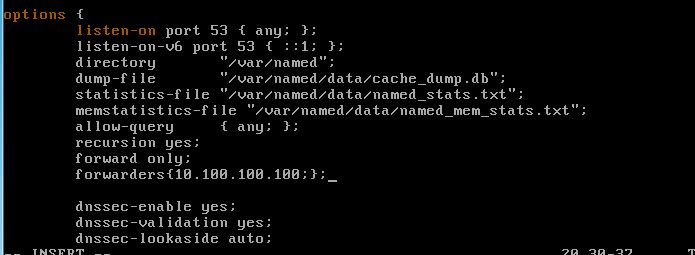 options {
        listen-on port 53 { any; };
        listen-on-v6 port 53 { ::1; };
        directory       "/var/named";
        dump-file       "/var/named/data/cache_dump.db";
        statistics-file "/var/named/data/named_stats.txt";
        memstatistics-file "/var/named/data/named_mem_stats.txt";
        allow-query     { any; };
        recursion yes;
        forward only;
        forwarders{10.100.100.100;};_

        dnssec-enable yes;
        dnssec-validation yes;
        dnssec-lookaside auto;
-- INSERT --                                                    20,30-37